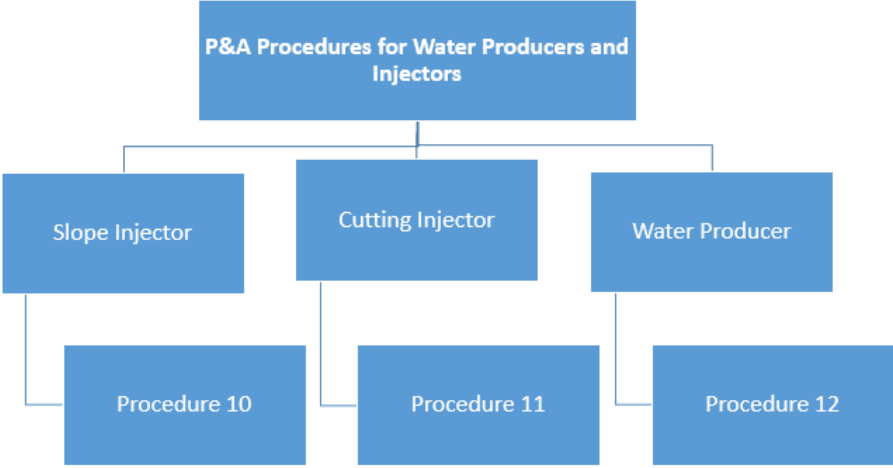 P&A Procedures for Water Producers and
Injectors
Slope Injector
Cutting Injector
Water Producer
Procedure 10
Procedure 11
Procedure 12